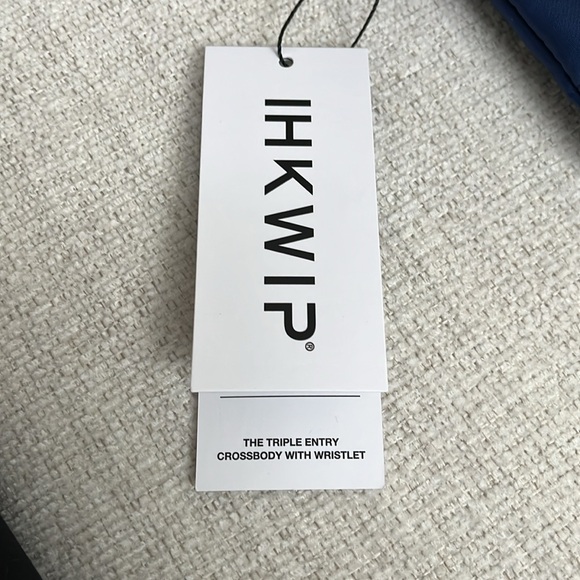 IHKWIP®
THE TRIPLE ENTRY
CROSSBODY WITH WRISTLET